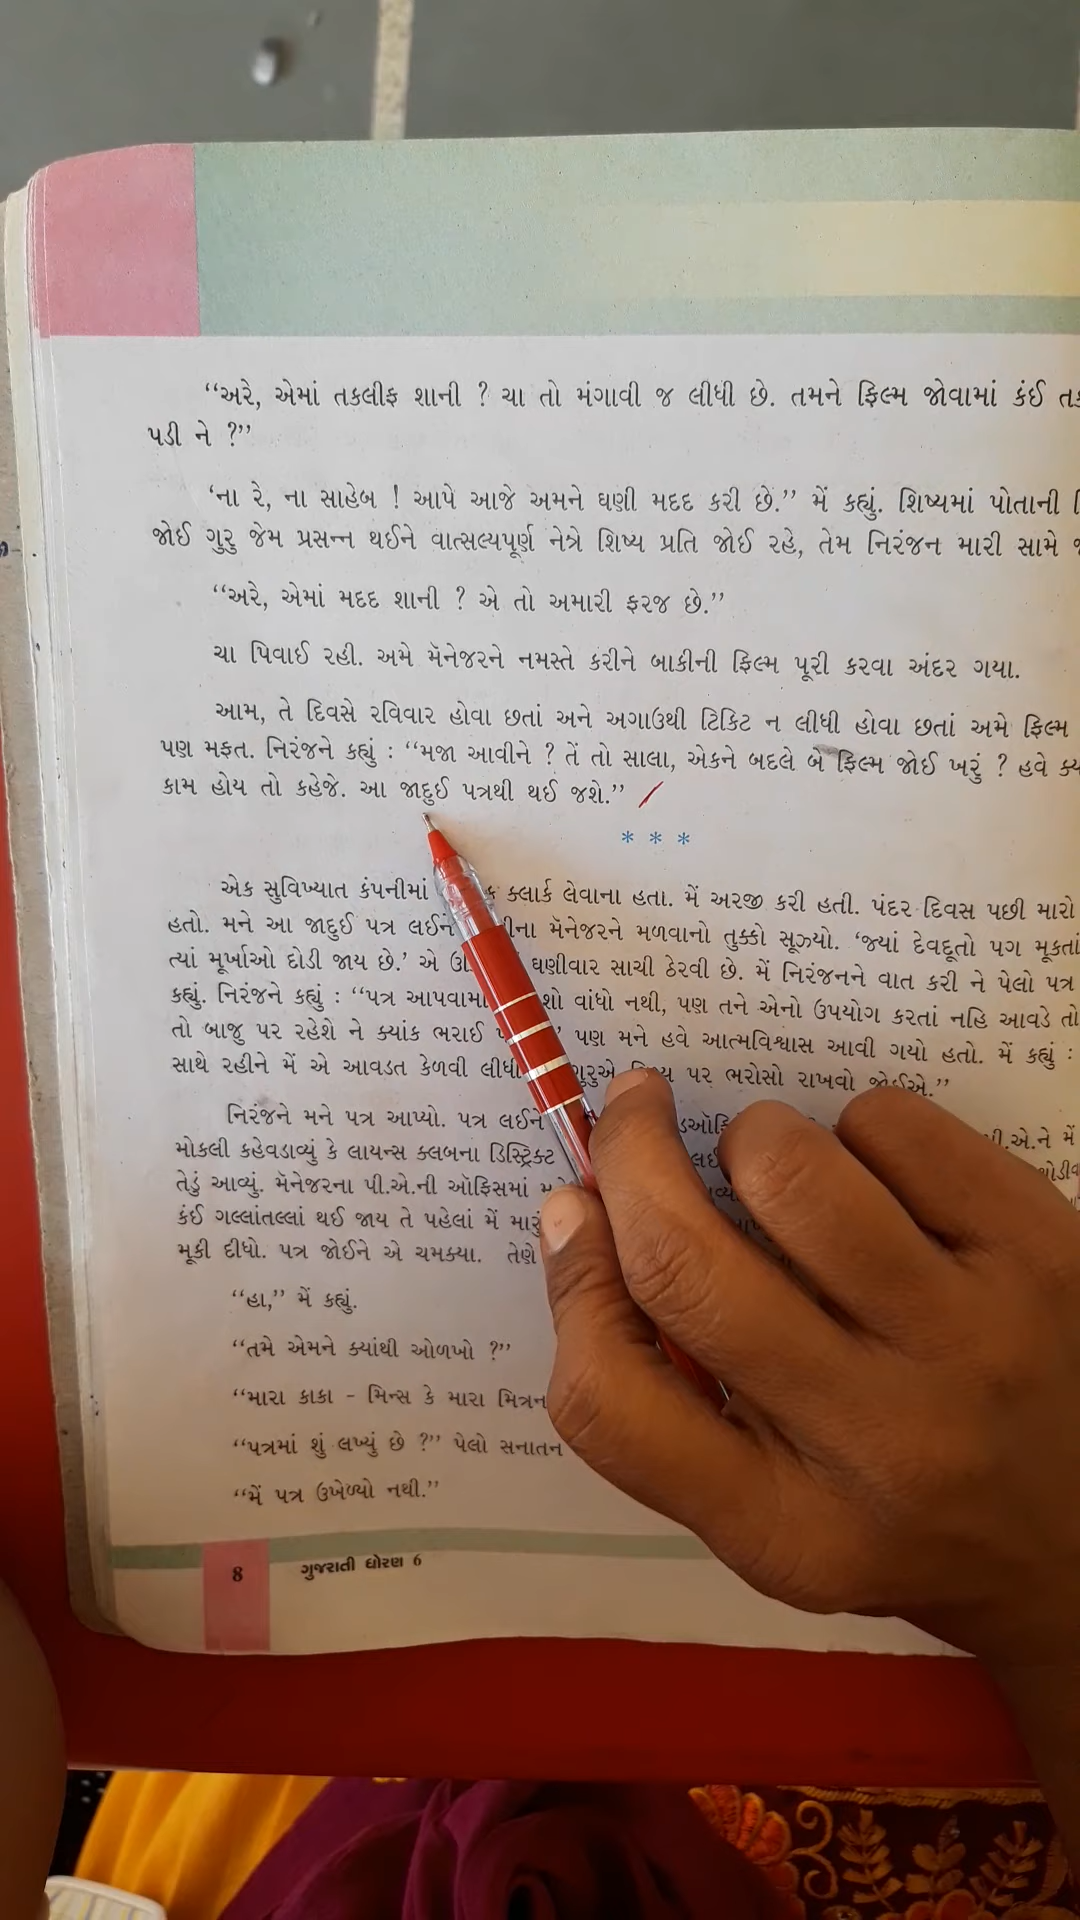 “અરે, એમાં તકલીફ શાની ? ચા તો મંગાવી જ લીધી છે. તમને ફિલ્મ જોવામાં કંઈ
પડી ને ?”
‘ના રે, ના સાહેબ ! આપે આજે અમને ઘણી મદદ કરી છે.” મેં કહ્યું. શિષ્યમાં પોતાની
જોઈ ગુરુ જેમ પ્રસન્ન થઈને વાત્સલ્યપૂર્ણ નેત્રે શિષ્ય પ્રતિ જોઈ રહે, તેમ નિરંજન મારી સામે
“અરે, એમાં મદદ શાની ? એ તો અમારી ફરજ છે.”
ચા પિવાઈ રહી. અમે મૅનેજરને નમસ્તે કરીને બાકીની ફિલ્મ પૂરી કરવા અંદર ગયા.
આમ, તે દિવસે રવિવાર હોવા છતાં અને અગાઉથી ટિકિટ ન લીધી હોવા છતાં અમે ફિલ્મ
પણ મફત. નિરંજને કહ્યું : “મજા આવીને ? તેં તો સાલા, એકને બદલે બે ફિલ્મ જોઈ ખરું ? હવે
કામ હોય તો કહેજે. આ જાદુઈ પત્રથી થઈ જશે.”
* * *
એક સુવિખ્યાત કંપનીમાં ક્લાર્ક લેવાના હતા. મેં અરજી કરી હતી. પંદર દિવસ પછી મારો
હતો. મને આ જાદુઈ પત્ર લઈને મૅનેજરને મળવાનો તુક્કો સૂઝ્યો. ‘જ્યાં દેવદૂતો પગ મૂકતાં
ત્યાં મૂર્ખાઓ દોડી જાય છે.’ એ ઘણીવાર સાચી ઠેરવી છે. મેં નિરંજનને વાત કરી ને પેલો પત્ર
કહ્યું. નિરંજને કહ્યું : “પત્ર આપવામાં શો વાંધો નથી, પણ તને એનો ઉપયોગ કરતાં નહિ આવડે તો
તો બાજુ પર રહેશે ને ક્યાંક ભરાઈ પણ મને હવે આત્મવિશ્વાસ આવી ગયો હતો. મેં કહ્યું :
સાથે રહીને મેં એ આવડત કેળવી લીધી ગુરુએ પર ભરોસો રાખવો જોઈએ.”
નિરંજને મને પત્ર આપ્યો. પત્ર લઈને મેં
મોકલી કહેવડાવ્યું કે લાયન્સ ક્લબના ડિસ્ટ્રિક્ટ
તેડું આવ્યું. મૅનેજરના પી.એ.ની ઑફિસમાં
કંઈ ગલ્લાંતલ્લાં થઈ જાય તે પહેલાં મેં
મૂકી દીધો. પત્ર જોઈને એ ચમક્યા. તેણે
“હા,” મેં કહ્યું.
“તમે એમને ક્યાંથી ઓળખો ?”
“મારા કાકા - મિન્સ કે મારા
“પત્રમાં શું લખ્યું છે ?” પેલો સનાતન
“મેં પત્ર ઉખેળ્યો નથી.”
8 ગુજરાતી ધોરણ 6